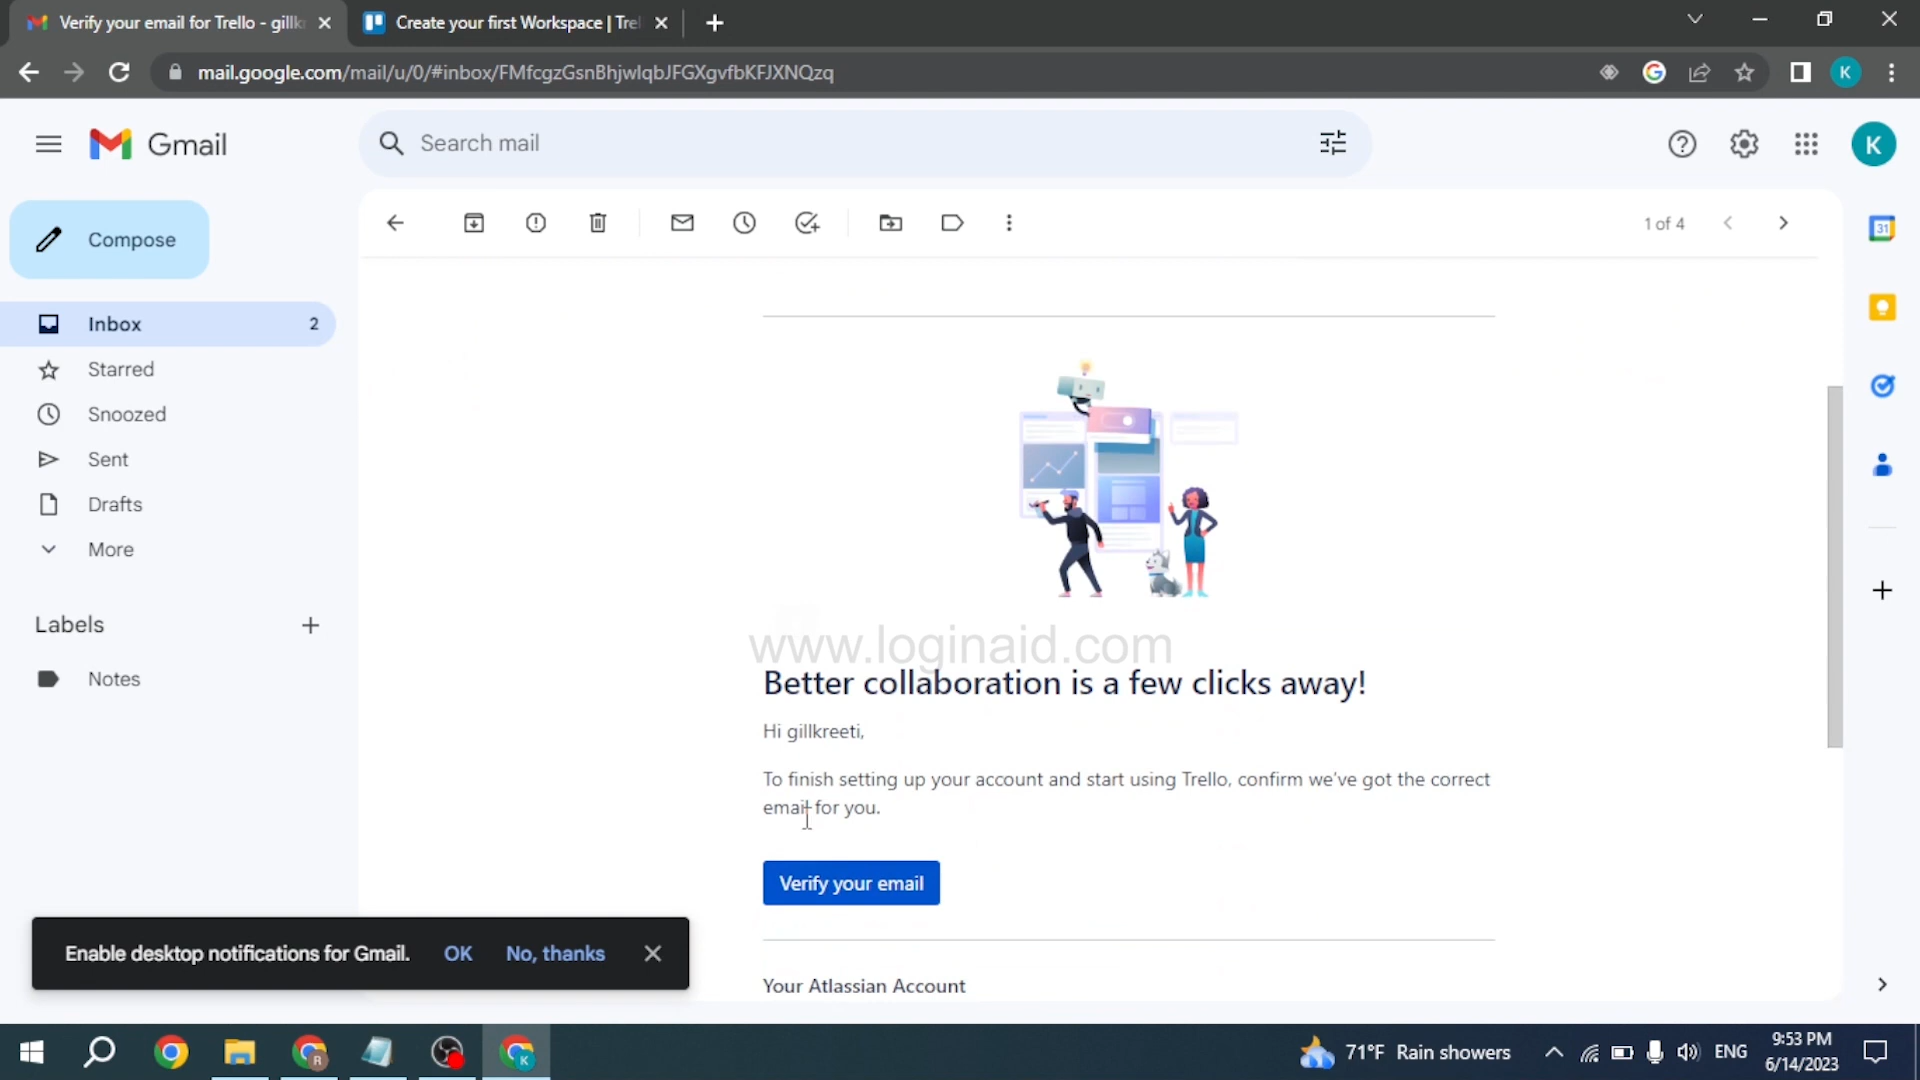 Verify your email for Trello - gillk
Create your first Workspace | Tre
mail.google.com/mail/u/0/#inbox/FMfcgzGsnBhjwlqbJFGXgvfbKFJXNQzq
K
Gmail
Search mail
K
Compose
1 of 4
31
Inbox 2
Starred
Snoozed
Sent
Drafts
More
Labels
Notes
www.loginaid.com
Better collaboration is a few clicks away!
Hi gillkreeti,
To finish setting up your account and start using Trello, confirm we've got the correct
email for you.
Verify your email
Enable desktop notifications for Gmail. OK No, thanks
Your Atlassian Account
R
K
71°F Rain showers
ENG
9:53 PM
6/14/2023